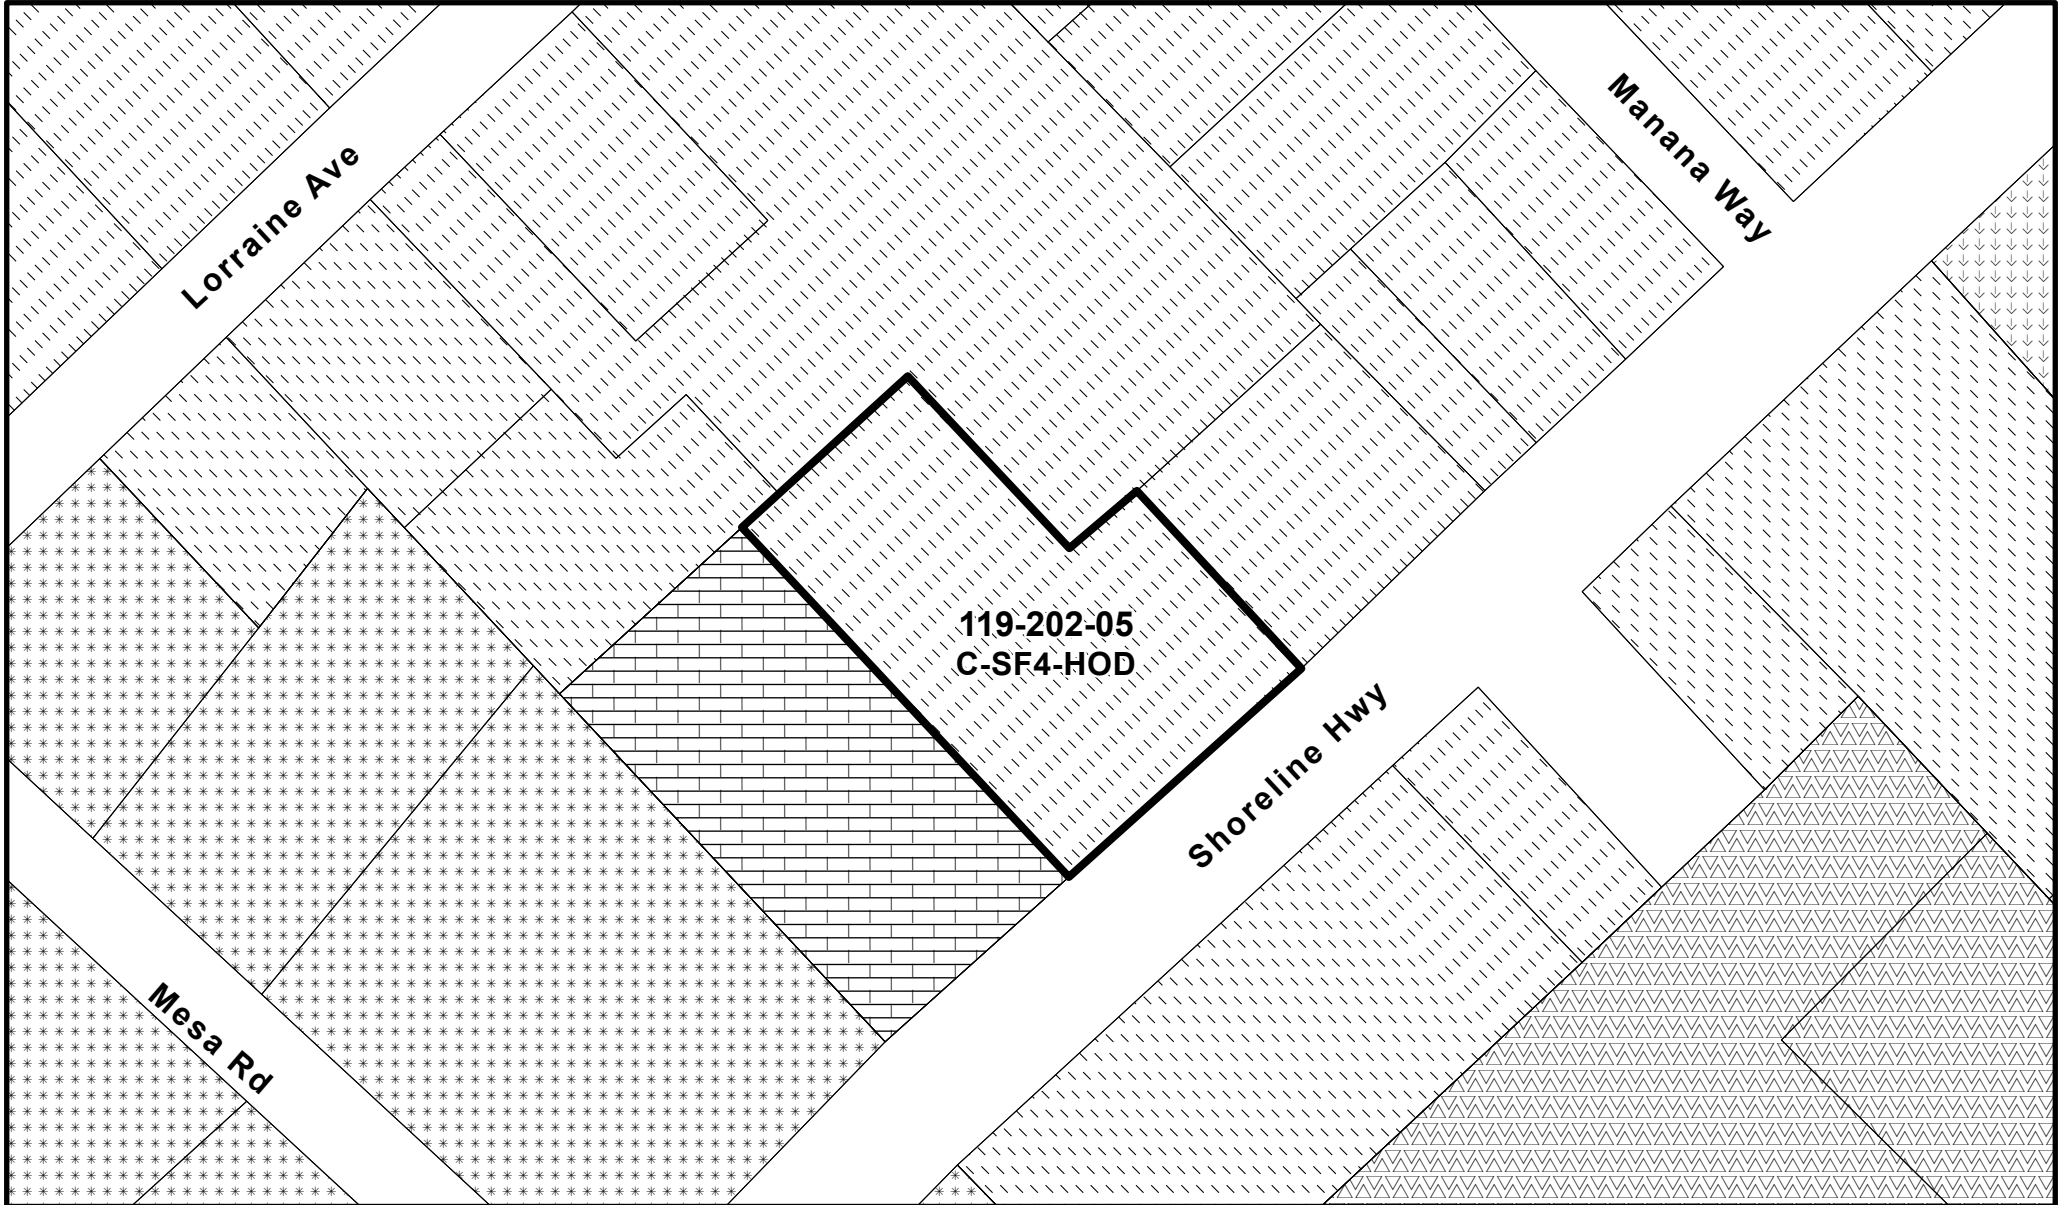 Manana Way
Lorraine Ave
119-202-05
C-SF4-HOD
Shoreline Hwy
Mesa Rd